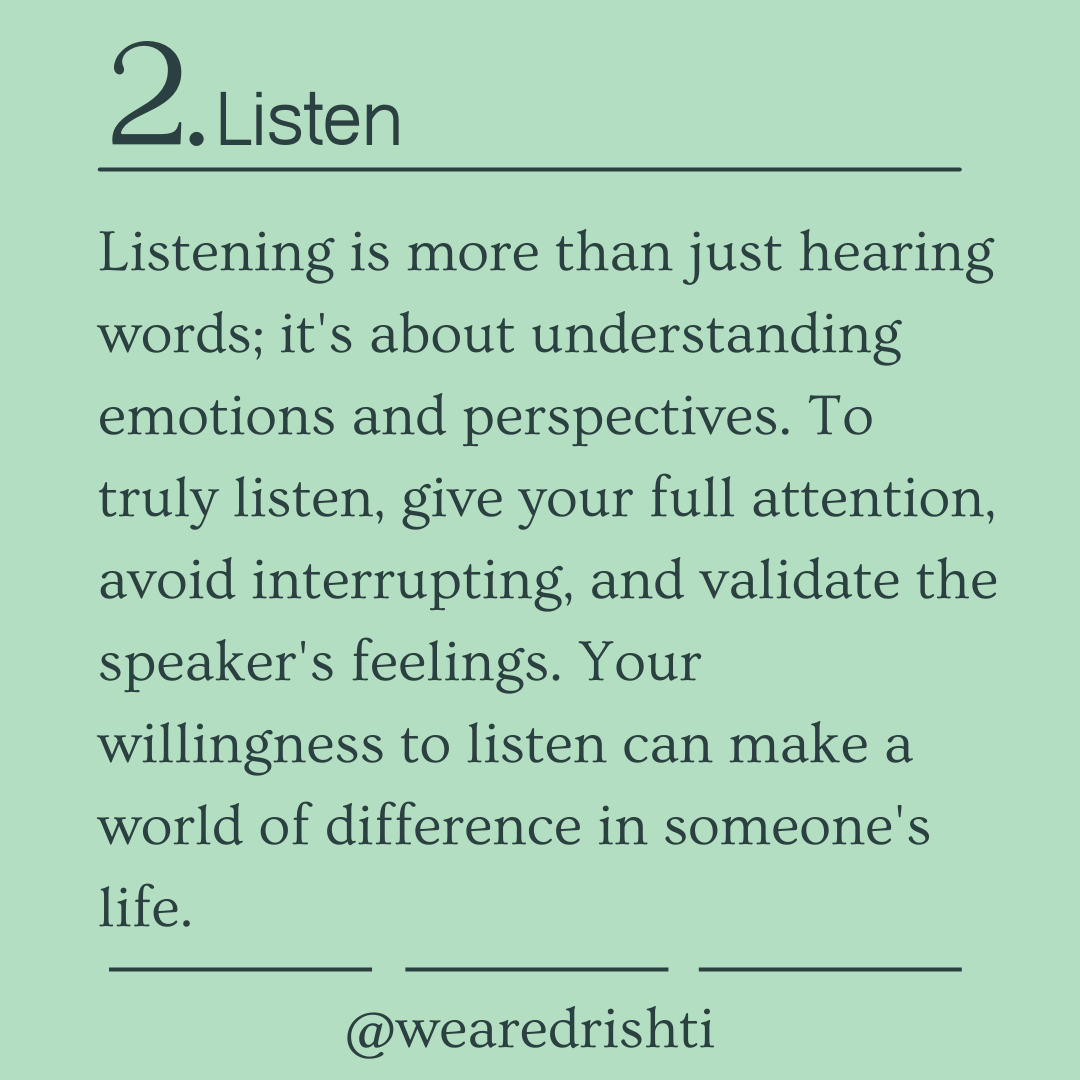 2. Listen
Listening is more than just hearing
words; it's about understanding
emotions and perspectives. To
truly listen, give your full attention,
avoid interrupting, and validate the
speaker's feelings. Your
willingness to listen can make a
world of difference in someone's
life.
@wearedrishti